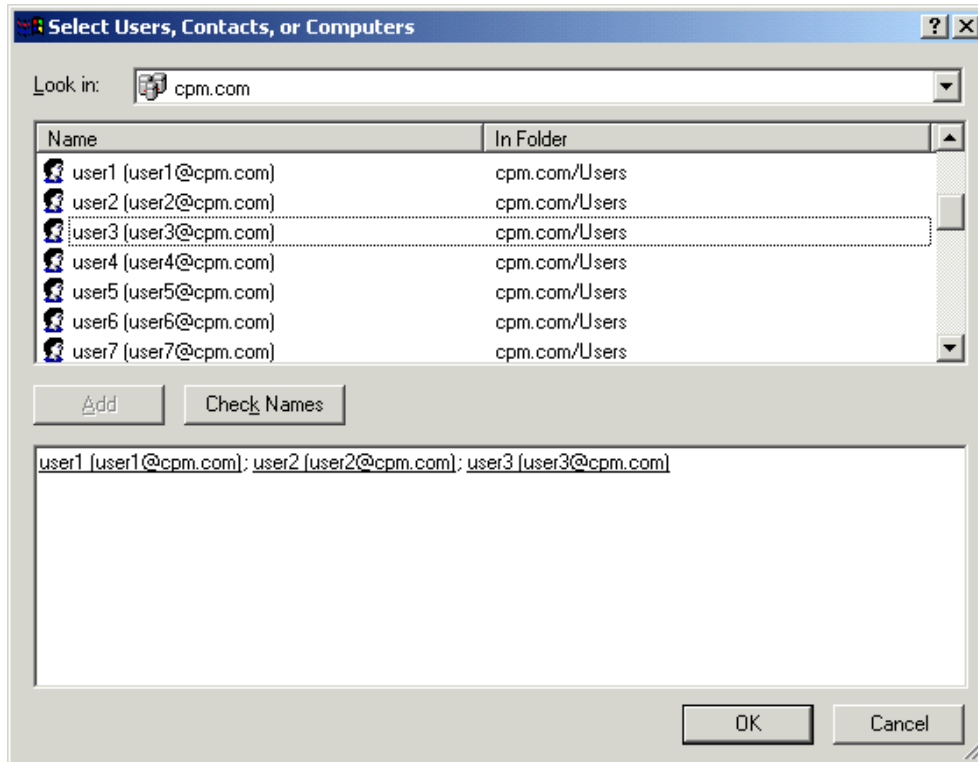 Select Users, Contacts, or Computers
Look in: cpm.com
Name In Folder
user1 (user1@cpm.com) cpm.com/Users
user2 (user2@cpm.com) cpm.com/Users
user3 (user3@cpm.com) cpm.com/Users
user4 (user4@cpm.com) cpm.com/Users
user5 (user6@cpm.com) cpm.com/Users
user6 (user6@cpm.com) cpm.com/Users
user7 (user7@cpm.com) cpm.com/Users
Add Check Names
user1 (user1@cpm.com); user2 (user2@cpm.com); user3 (user3@cpm.com)
OK Cancel